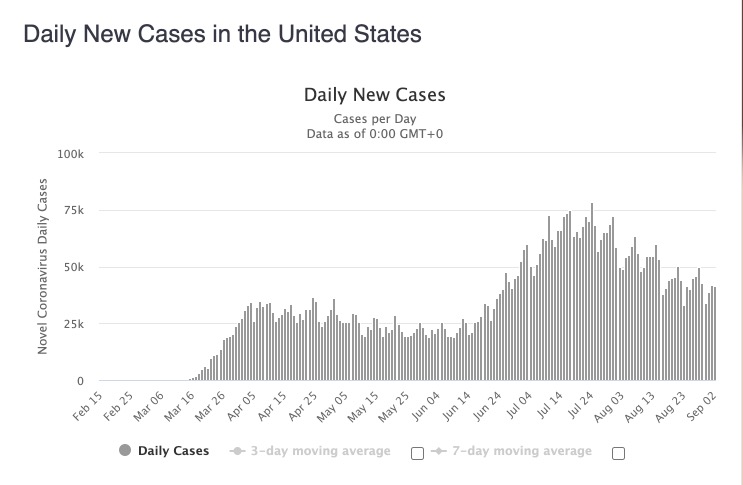 Daily New Cases in the United States
Daily New Cases
Cases per Day
Data as of 0:00 GMT+0
Novel Coronavirus Daily Cases
100k
75k
50k
25k
0
Feb 15 Feb 25 Mar 06 Mar 16 Mar 26 Apr 05 Apr 15 Apr 25 May 05 May 15 May 25 Jun 04 Jun 14 Jun 24 Jul 04 Jul 14 Jul 24 Aug 03 Aug 13 Aug 23 Sep 02
Daily Cases 3-day moving average 7-day moving average